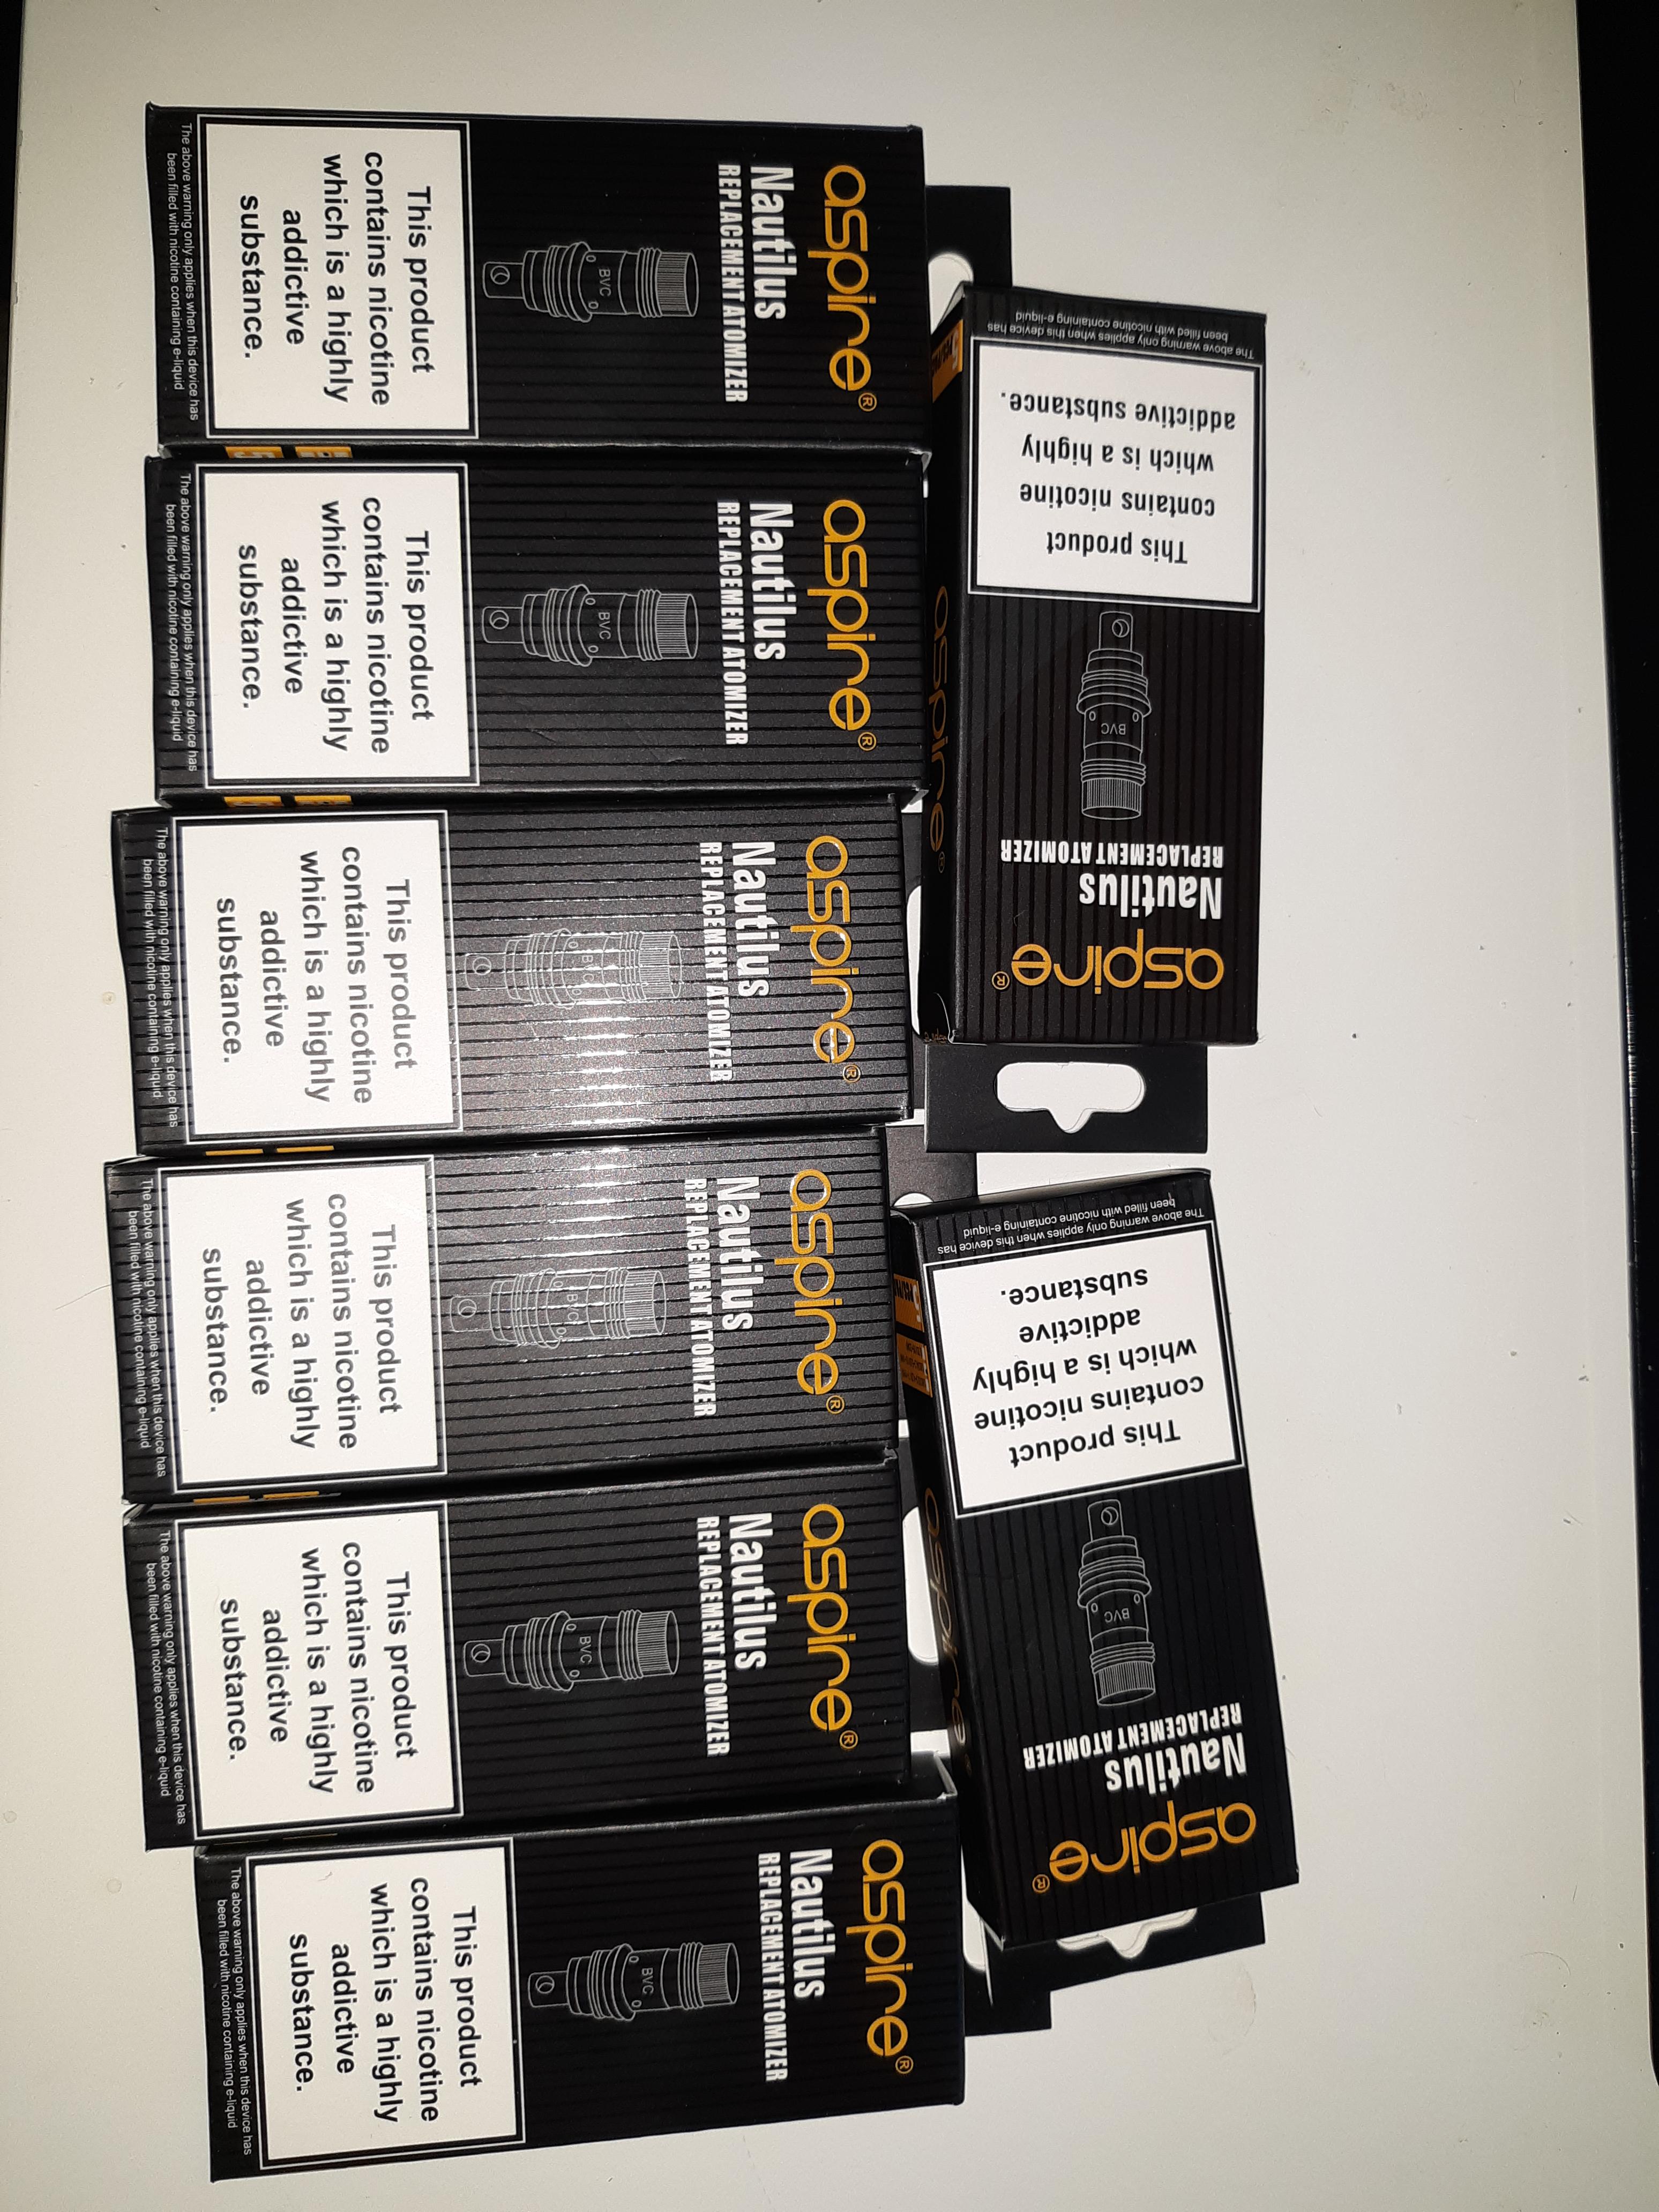 aspire®
Nautilus
REPLACEMENT ATOMIZER
BVC
This product
contains nicotine
which is a highly
addictive
substance.
The above warning only applies when this device has
been filled with nicotine containing e-liquid
aspire®
Nautilus
REPLACEMENT ATOMIZER
BVC
This product
contains nicotine
which is a highly
addictive
substance.
The above warning only applies when this device has
been filled with nicotine containing e-liquid
5
aspire®
Nautilus
REPLACEMENT ATOMIZER
BVC
This product
contains nicotine
which is a highly
addictive
substance.
The above warning only applies when this device has
been filled with nicotine containing e-liquid
aspire®
Nautilus
REPLACEMENT ATOMIZER
BVC
This product
contains nicotine
which is a highly
addictive
substance.
The above warning only applies when this device has
been filled with nicotine containing e-liquid
aspire®
Nautilus
REPLACEMENT ATOMIZER
BVC
This product
contains nicotine
which is a highly
addictive
substance.
The above warning only applies when this device has
been filled with nicotine containing e-liquid
aspire®
Nautilus
REPLACEMENT ATOMIZER
BVC
This product
contains nicotine
which is a highly
addictive
substance.
The above warning only applies when this device has
been filled with nicotine containing e-liquid
aspire®
Nautilus
REPLACEMENT ATOMIZER
BVC
This product
contains nicotine
which is a highly
addictive substance.
The above warning only applies when this device has
been filled with nicotine containing e-liquid
aspire®
aspire®
Nautilus
REPLACEMENT ATOMIZER
BVC
This product
contains nicotine
which is a highly
addictive
substance.
The above warning only applies when this device has
been filled with nicotine containing e-liquid
aspire